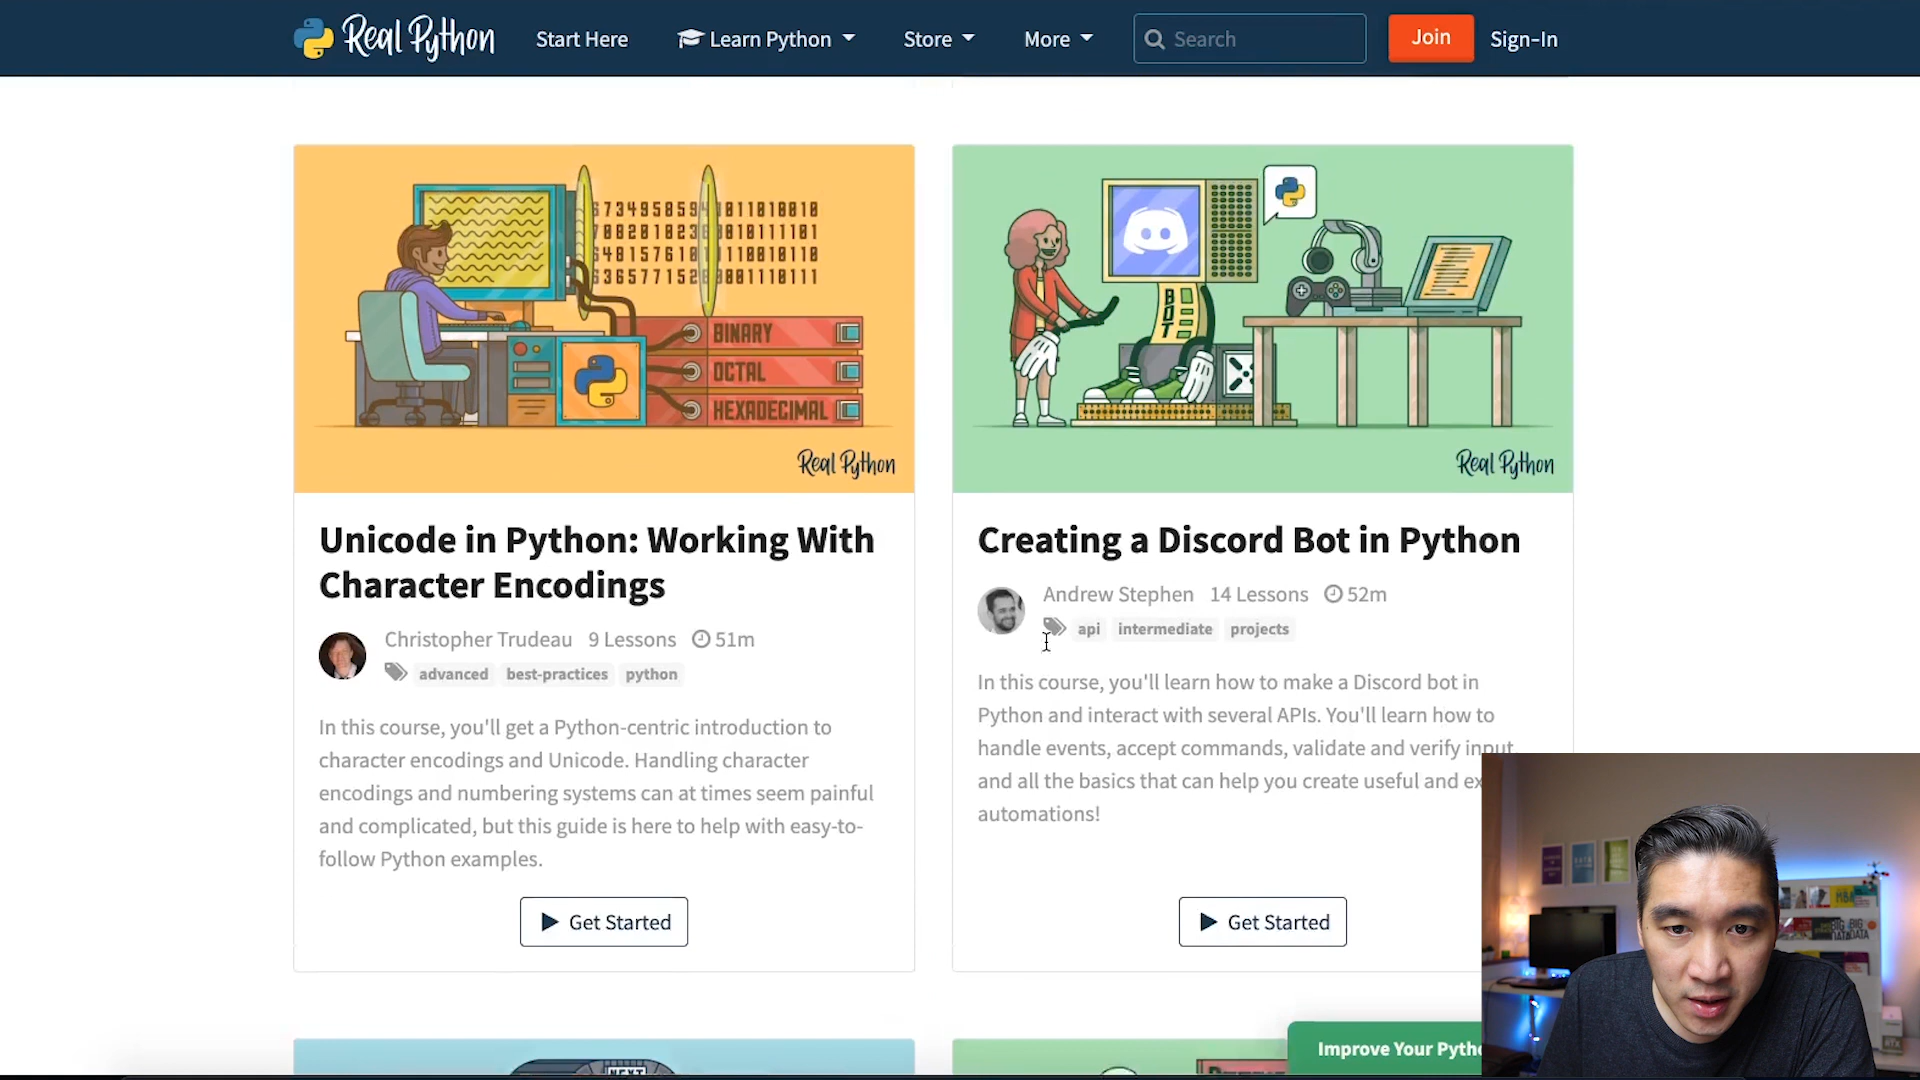 Real Python
Start Here
Learn Python
Store
More
Search
Join
Sign-In
BINARY
OCTAL
HEXADECIMAL
Real Python
BOT
Real Python
Unicode in Python: Working With
Character Encodings
Christopher Trudeau 9 Lessons 51m
advanced best-practices python
In this course, you'll get a Python-centric introduction to
character encodings and Unicode. Handling character
encodings and numbering systems can at times seem painful
and complicated, but this guide is here to help with easy-to-
follow Python examples.
Get Started
Creating a Discord Bot in Python
Andrew Stephen 14 Lessons 52m
api intermediate projects
In this course, you'll learn how to make a Discord bot in
Python and interact with several APIs. You'll learn how to
handle events, accept commands, validate and verify input,
and all the basics that can help you create useful and ex
automations!
Get Started
NEXT
Improve Your Pytho